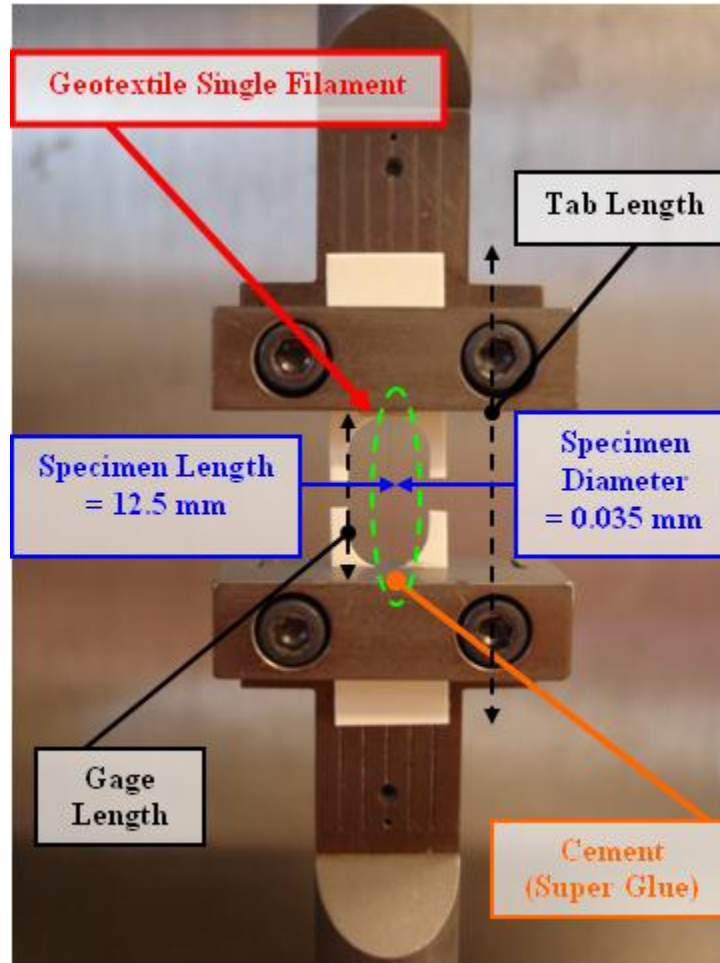 Geotextile Single Filament
Tab Length
Specimen Length
= 12.5 mm
Specimen
Diameter
= 0.035 mm
Gage
Length
Cement
(Super Glue)